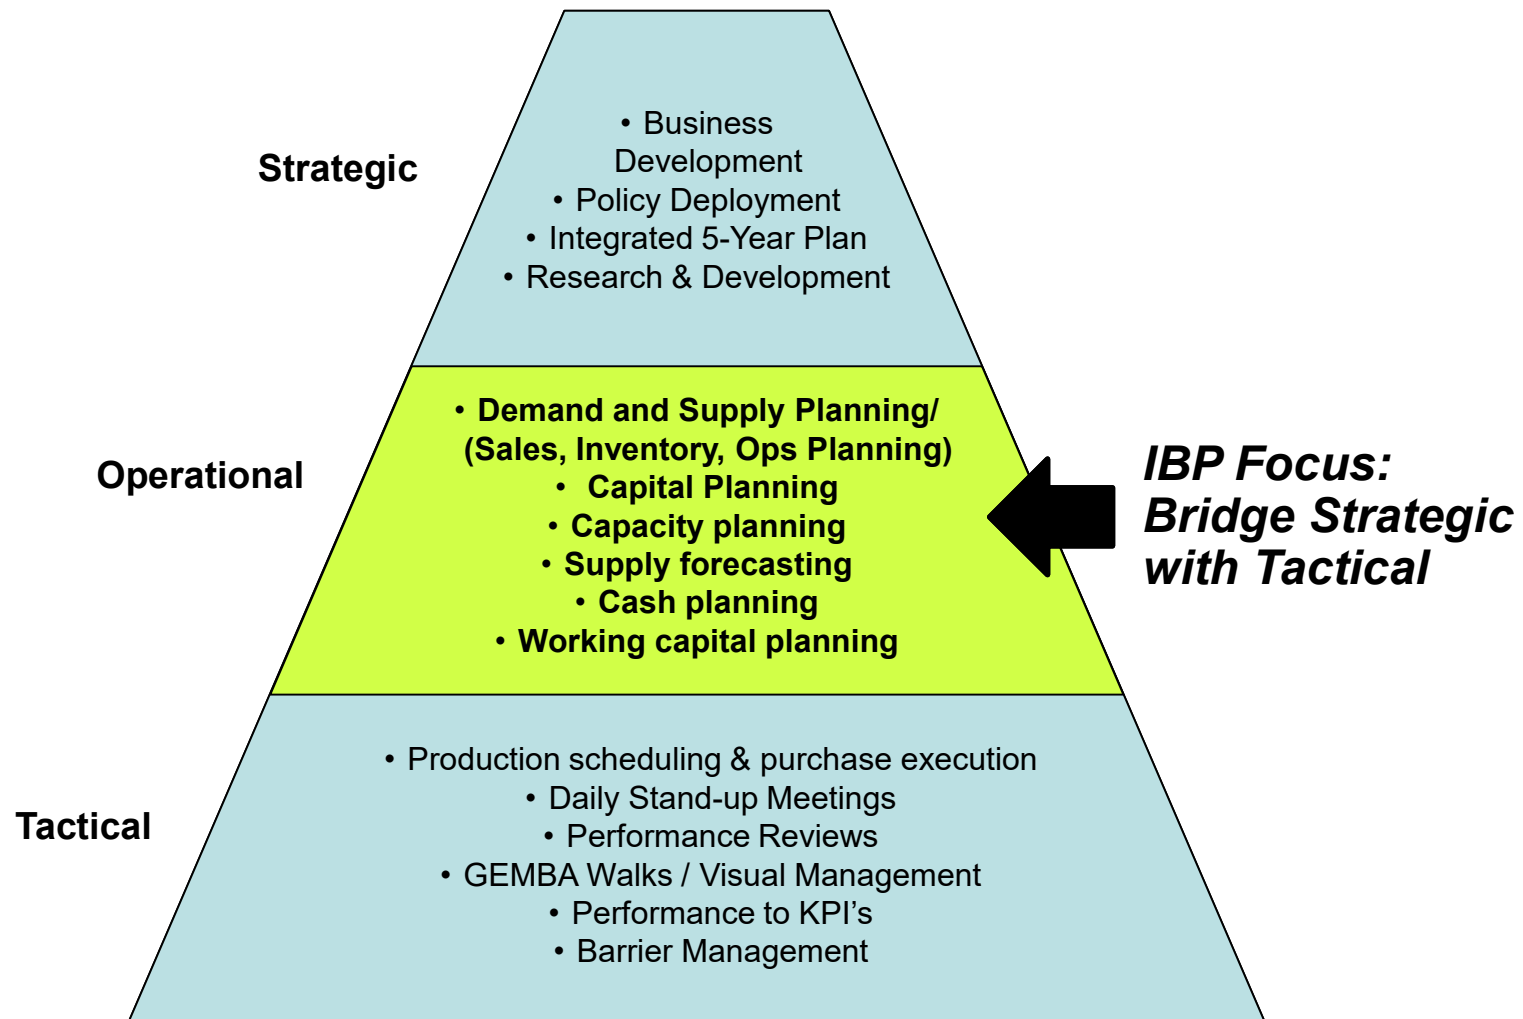 Strategic
• Business
Development
• Policy Deployment
• Integrated 5-Year Plan
• Research & Development
Operational
• Demand and Supply Planning/
(Sales, Inventory, Ops Planning)
• Capital Planning
• Capacity planning
• Supply forecasting
• Cash planning
• Working capital planning
IBP Focus:
Bridge Strategic
with Tactical
Tactical
• Production scheduling & purchase execution
• Daily Stand-up Meetings
• Performance Reviews
• GEMBA Walks / Visual Management
• Performance to KPI’s
• Barrier Management